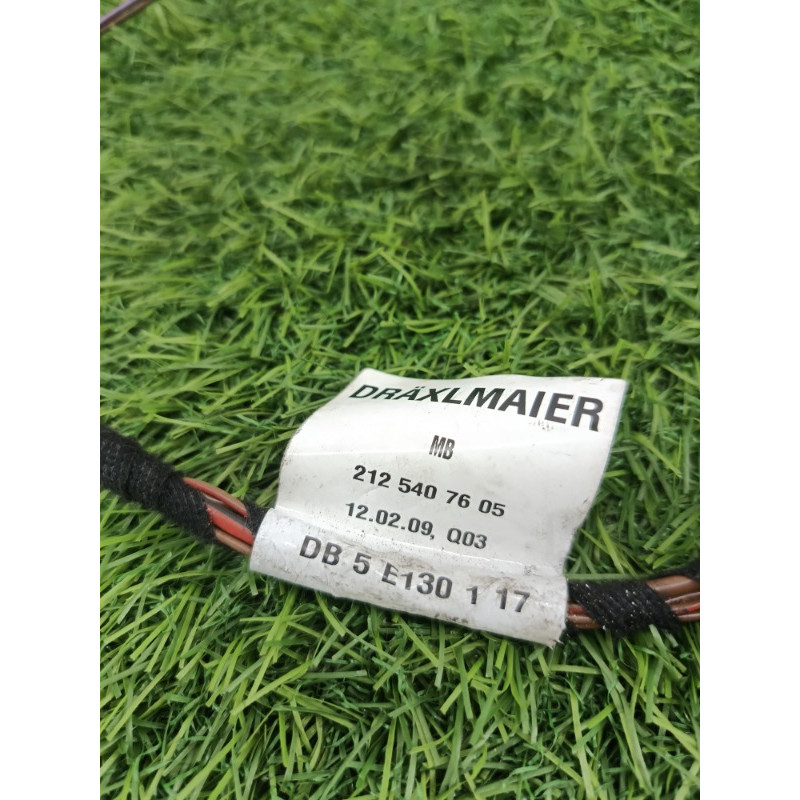 DRÄXLMAIER
MB
212 540 76 05
12.02.09, Q03
DB 5 E130 1 17